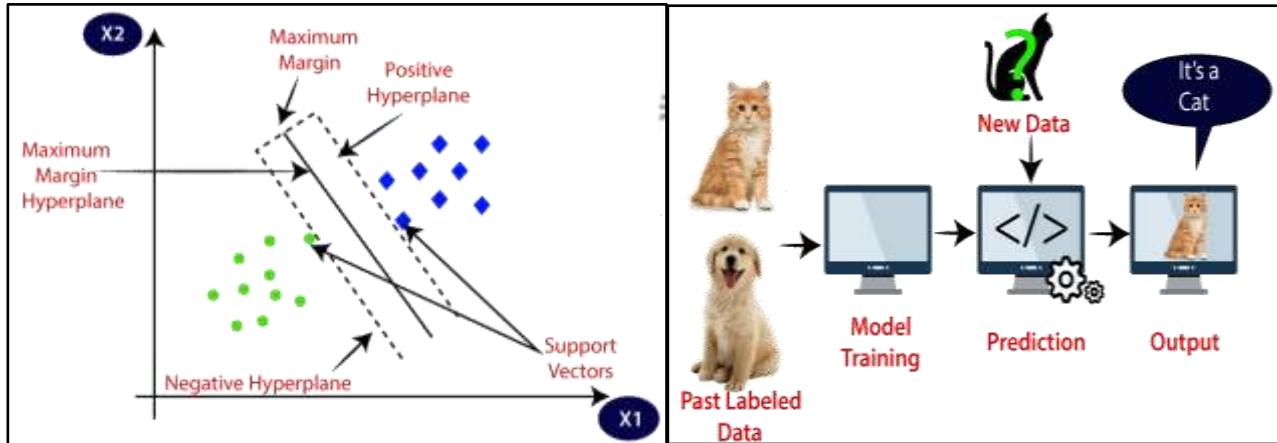 X2
Maximum
Margin
Positive
Hyperplane
Maximum
Margin
Hyperplane
Support
Vectors
Negative Hyperplane
X1
?
New Data
It's a
Cat
</>
Model
Training
Prediction
Output
Past Labeled
Data